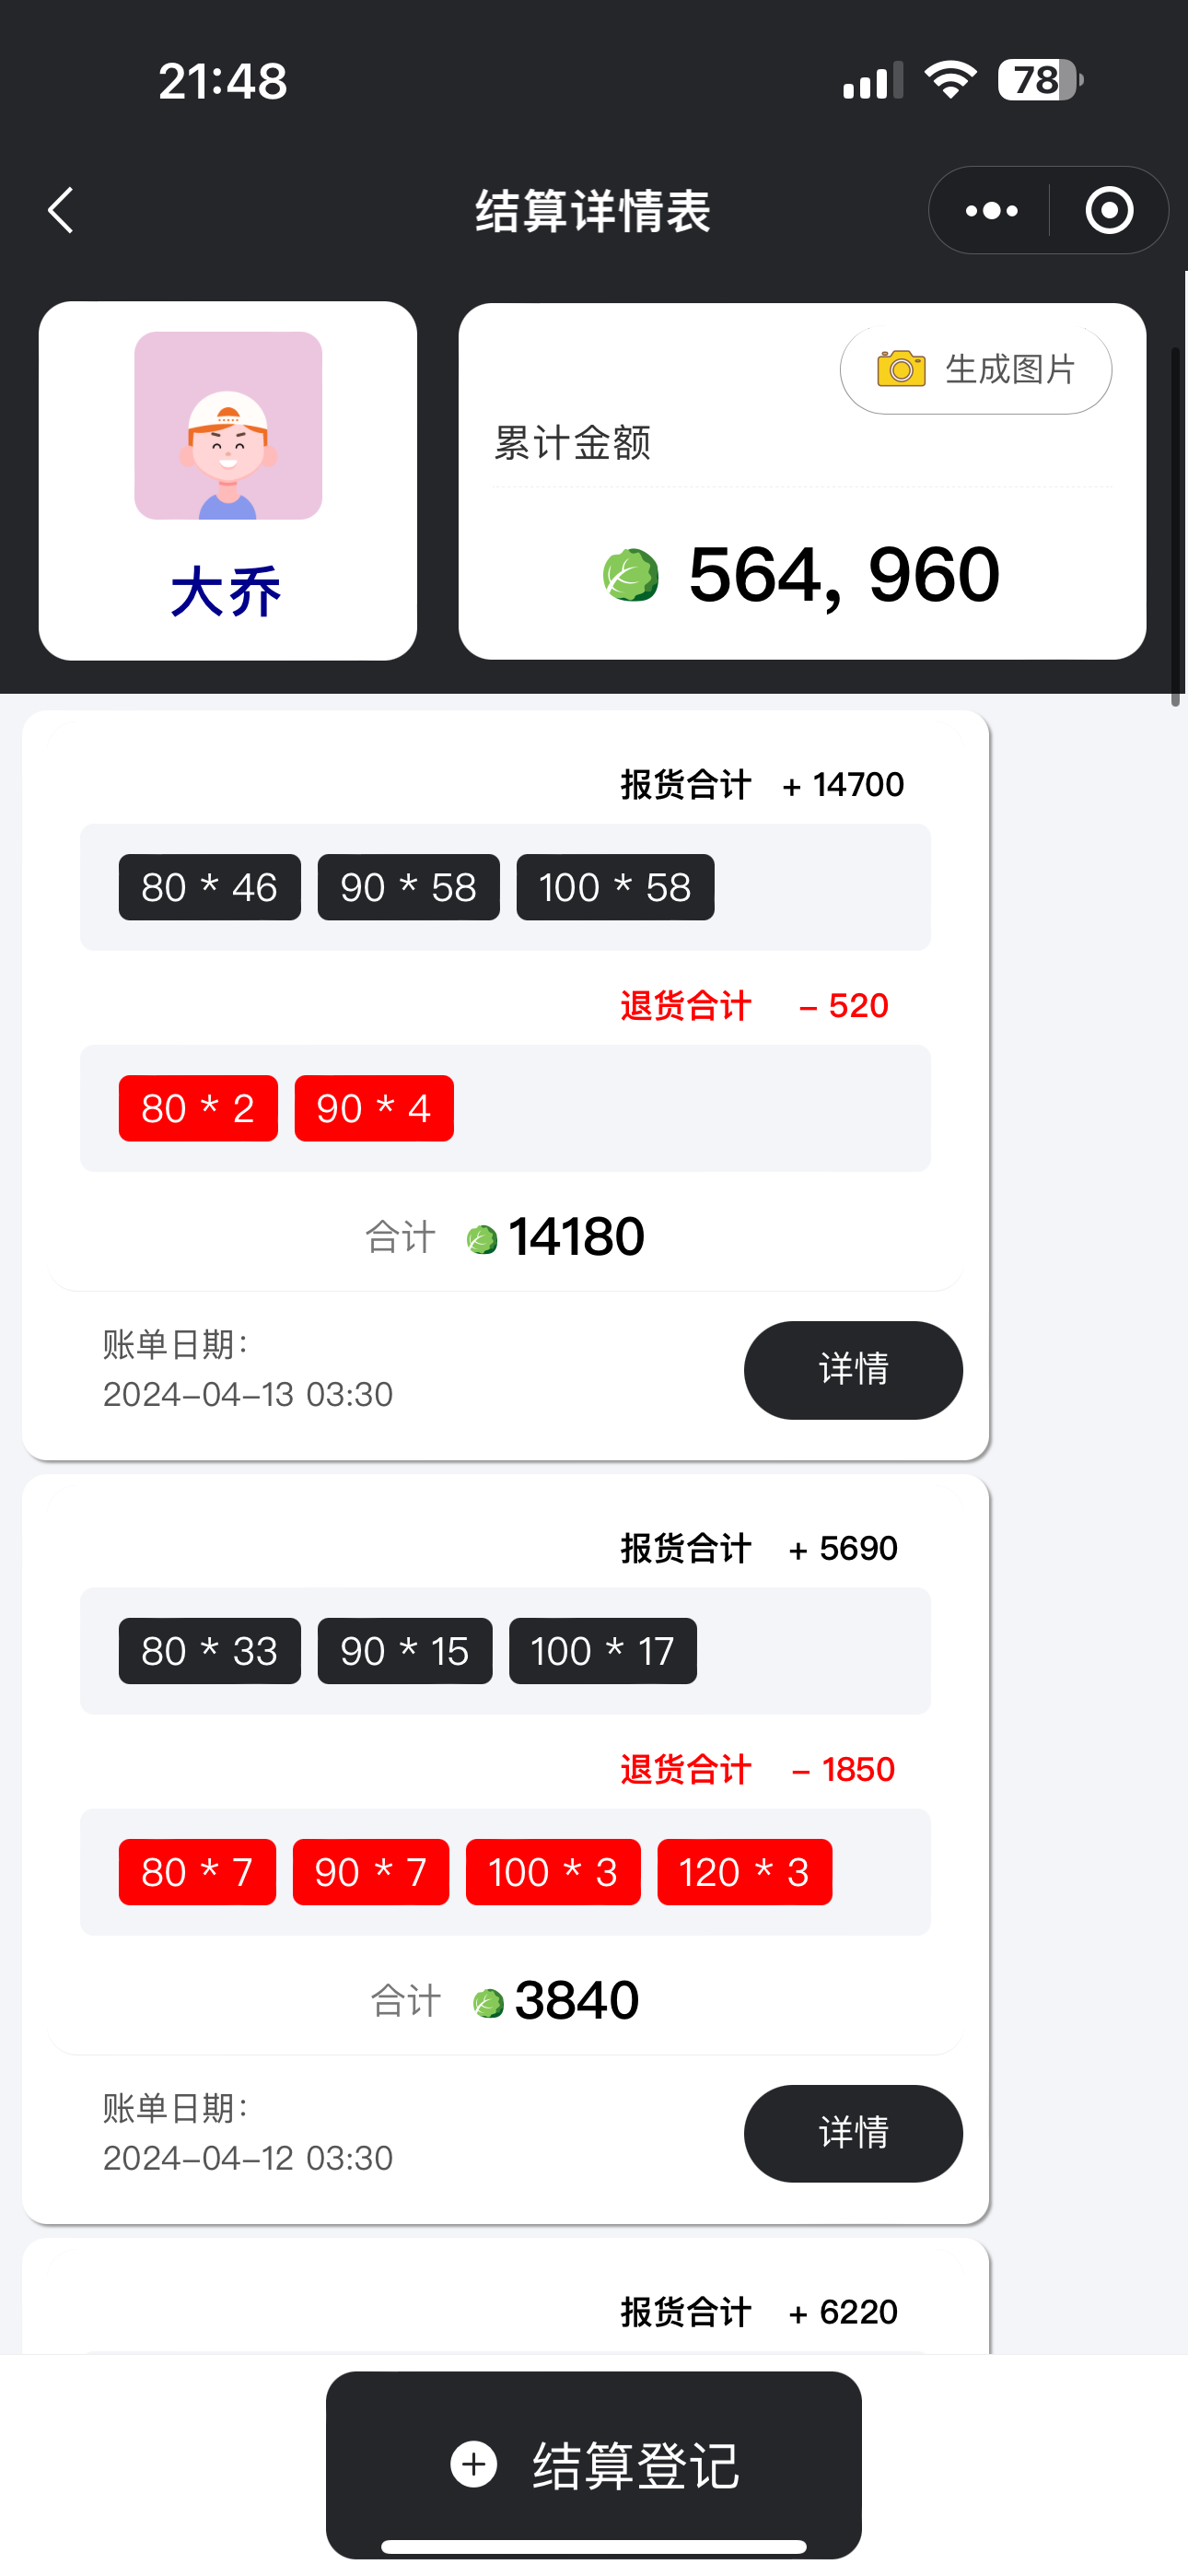 21:48
78
结算详情表
生成图片
累计金额
大乔
564, 960
报货合计 + 14700
80 * 46 90 * 58 100 * 58
退货合计 - 520
80 * 2 90 * 4
合计 14180
账单日期:
2024-04-13 03:30
详情
报货合计 + 5690
80 * 33 90 * 15 100 * 17
退货合计 - 1850
80 * 7 90 * 7 100 * 3 120 * 3
合计 3840
账单日期:
2024-04-12 03:30
详情
报货合计 + 6220
结算登记